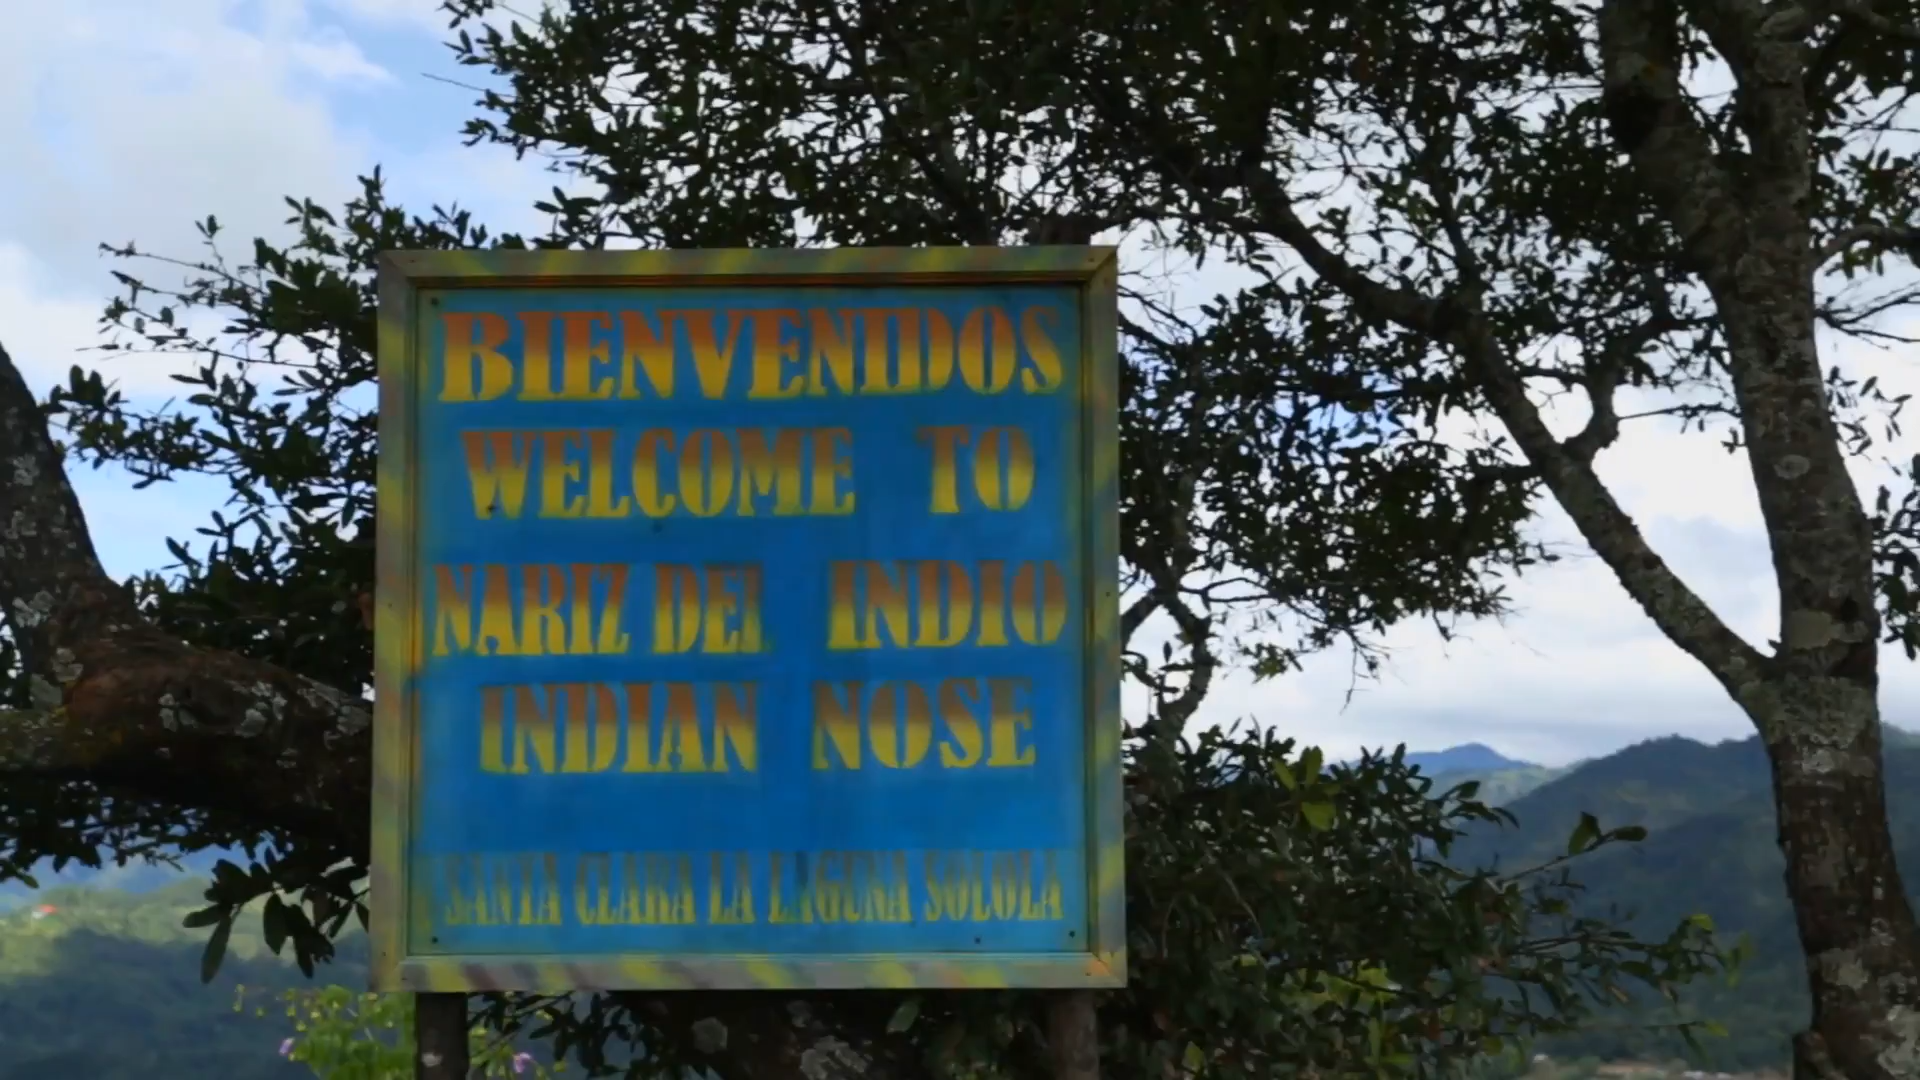 BIENVENIDOS
WELCOME TO
NARIZ DEL INDIO
INDIAN NOSE
SANTA CLARA LA LAGUNA SOLOLA